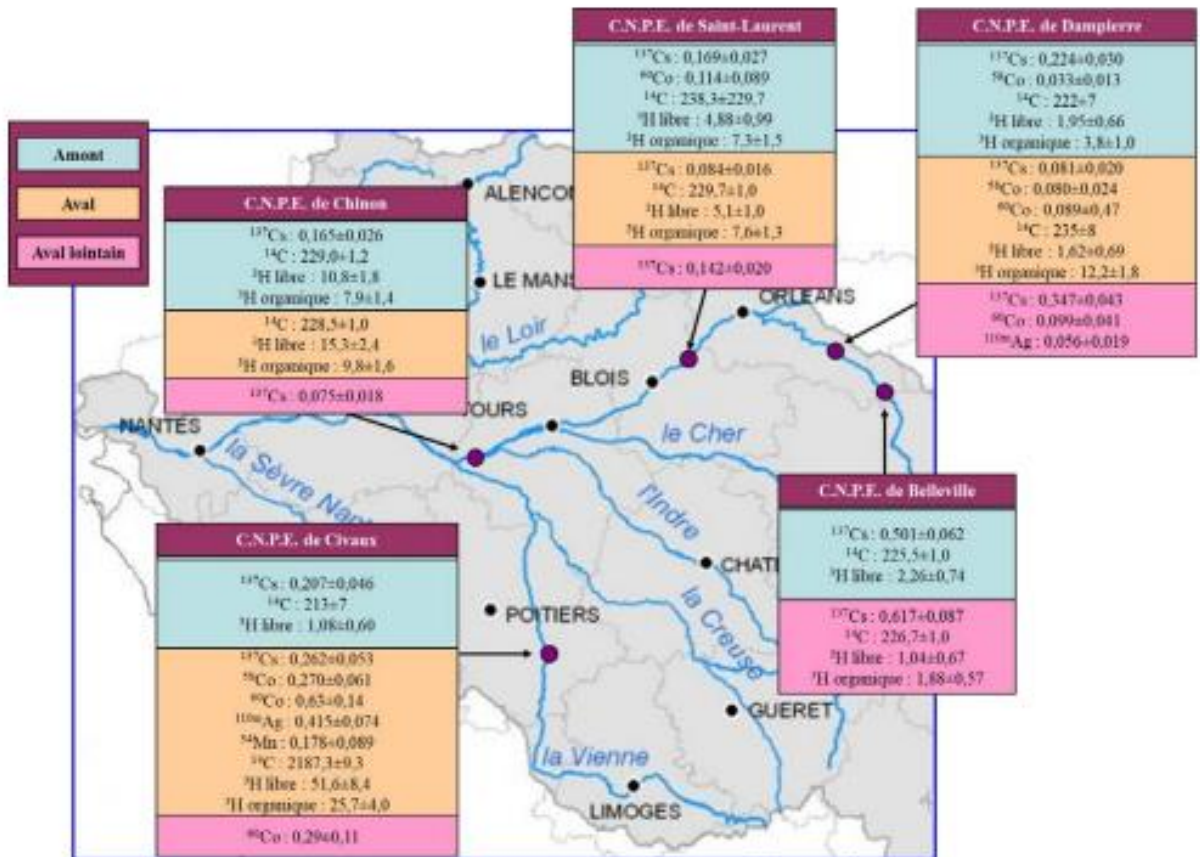 C.N.P.E. de Saint-Laurent
¹³⁷Cs : 0,169±0,027
⁶⁰Co : 0,114±0,089
¹⁴C : 238,3±229,7
³H libre : 4,88±0,99
³H organique : 7,3±1,5
¹³⁷Cs : 0,084±0,016
¹⁴C : 229,7±1,0
³H libre : 5,1±1,0
³H organique : 7,6±1,3
¹³⁷Cs : 0,142±0,020
C.N.P.E. de Dampierre
¹³⁷Cs : 0,224±0,030
⁵⁸Co : 0,033±0,013
¹⁴C : 222±7
³H libre : 1,95±0,66
³H organique : 3,8±1,0
¹³⁷Cs : 0,081±0,020
⁵⁸Co : 0,080±0,024
⁶⁰Co : 0,089±0,47
¹⁴C : 235±8
³H libre : 1,62±0,69
³H organique : 12,2±1,8
¹³⁷Cs : 0,347±0,043
⁶⁰Co : 0,099±0,041
¹¹⁰ᵐAg : 0,056±0,019
Amont
Aval
Aval lointain
C.N.P.E. de Chinon
¹³⁷Cs : 0,165±0,026
¹⁴C : 229,0±1,2
³H libre : 10,8±1,8
³H organique : 7,9±1,4
¹⁴C : 228,5±1,0
³H libre : 15,3±2,4
³H organique : 9,8±1,6
¹³⁷Cs : 0,075±0,018
ALENCO
LE MANS
le Loir
ORLEANS
BLOIS
OURS
NANTES
la Sèvre Nant
le Cher
l'Indre
CHAT
la Creuse
POITIERS
GUERET
la Vienne
LIMOGES
C.N.P.E. de Belleville
¹³⁷Cs : 0,501±0,062
¹⁴C : 225,5±1,0
³H libre : 2,26±0,74
¹³⁷Cs : 0,617±0,087
¹⁴C : 226,7±1,0
³H libre : 1,04±0,67
³H organique : 1,88±0,57
C.N.P.E. de Civaux
¹³⁷Cs : 0,207±0,046
¹⁴C : 213±7
³H libre : 1,08±0,60
¹³⁷Cs : 0,262±0,053
⁵⁸Co : 0,270±0,061
⁶⁰Co : 0,63±0,14
¹¹⁰ᵐAg : 0,415±0,074
⁵⁴Mn : 0,178±0,089
¹⁴C : 2187,3±9,3
³H libre : 51,6±8,4
³H organique : 25,7±4,0
⁶⁰Co : 0,29±0,11